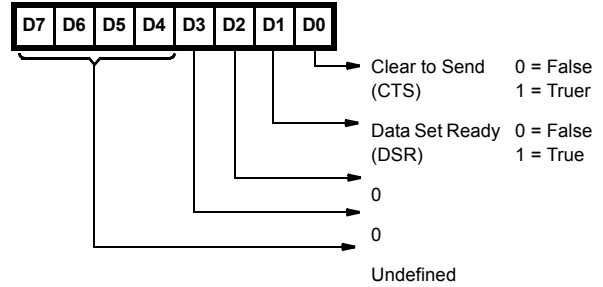 D7 D6 D5 D4 D3 D2 D1 D0
Clear to Send 0 = False
(CTS) 1 = Truer
Data Set Ready 0 = False
(DSR) 1 = True
0
0
Undefined